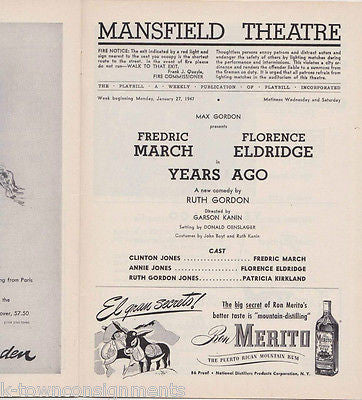 MANSFIELD THEATRE
FIRE NOTICE: The exit indicated by a red light and
sign nearest to the seat you occupy is the shortest
route to the street. In the event of fire please
do not run—WALK TO THAT EXIT.
Frank J. Quayle,
FIRE COMMISSIONER
Thoughtless persons annoy patrons and distract actors and
endanger the safety of others by lighting matches
during the performance and intermissions. This violates a city
ordinance and renders the offender liable to a summons from
the fireman on duty. It is urged all patrons refrain from
lighting matches in the auditorium of this theatre.
THE · PLAYBILL · A · WEEKLY · PUBLICATION · OF · PLAYBILL · INCORPORATED
Week beginning Monday, January 27, 1947
Matinees Wednesday and Saturday
MAX GORDON
presents
FREDRIC FLORENCE
MARCH ELDRIDGE
in
YEARS AGO
A new comedy by
RUTH GORDON
Directed by
GARSON KANIN
Setting by DONALD OENSLAGER
Costumes by John Boyt and Ruth Kanin
CAST
CLINTON JONES FREDRIC MARCH
ANNIE JONES FLORENCE ELDRIDGE
RUTH GORDON JONES PATRICIA KIRKLAND
ing from Paris
over, $7.50
den
El gran secreto!
The big secret of Ron Merito's
better taste is "mountain-distilling"
Ron MERITO
THE PUERTO RICAN MOUNTAIN RUM
86 Proof · National Distillers Products Corporation, N. Y.
k-townconsignments